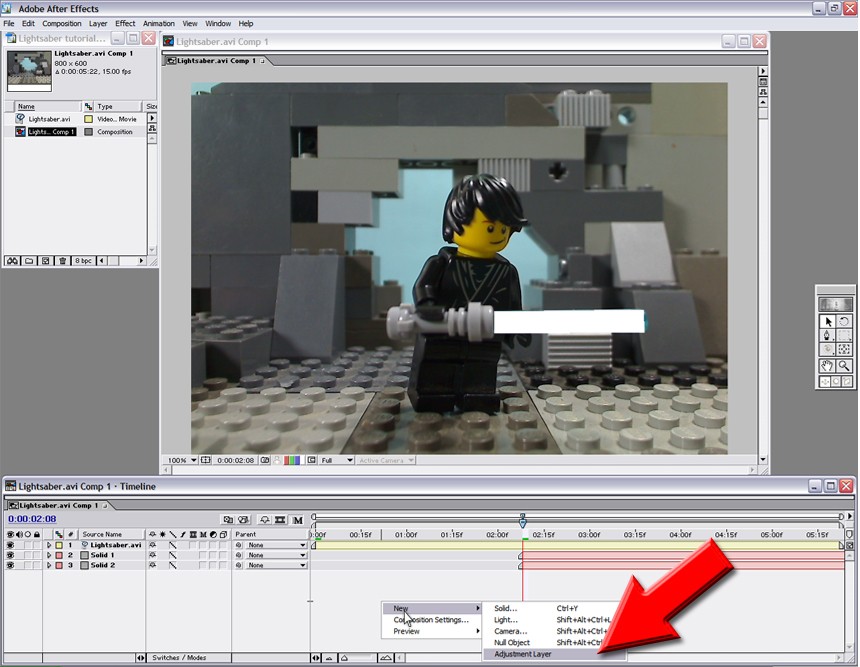 Adobe After Effects
File Edit Composition Layer Effect Animation View Window Help
Lightsaber tutorial...
Lightsaber.avi Comp 1
800 x 600
Δ 0:00:05:22, 15.00 fps
Name Type Size
Lightsaber.avi Video... Movie
Lights... Comp 1 Composition
8 bpc
Lightsaber.avi Comp 1
Lightsaber.avi Comp 1
100% 0:00:02:08 Full Active Camera
Lightsaber.avi Comp 1 - Timeline
Lightsaber.avi Comp 1
0:00:02:08
M
# Source Name M Parent
:00f 00:15f 01:00f 01:15f 02:00f 02:15f 03:00f 03:15f 04:00f 04:15f 05:00f 05:15f
1 Lightsaber.avi None
2 Solid 1 None
3 Solid 2 None
New
Composition Settings...
Preview
Solid... Ctrl+Y
Light... Shift+Alt+Ctrl+L
Camera... Shift+Alt+Ctrl+
Null Object Shift+Alt+Ctrl
Adjustment Layer
Switches / Modes